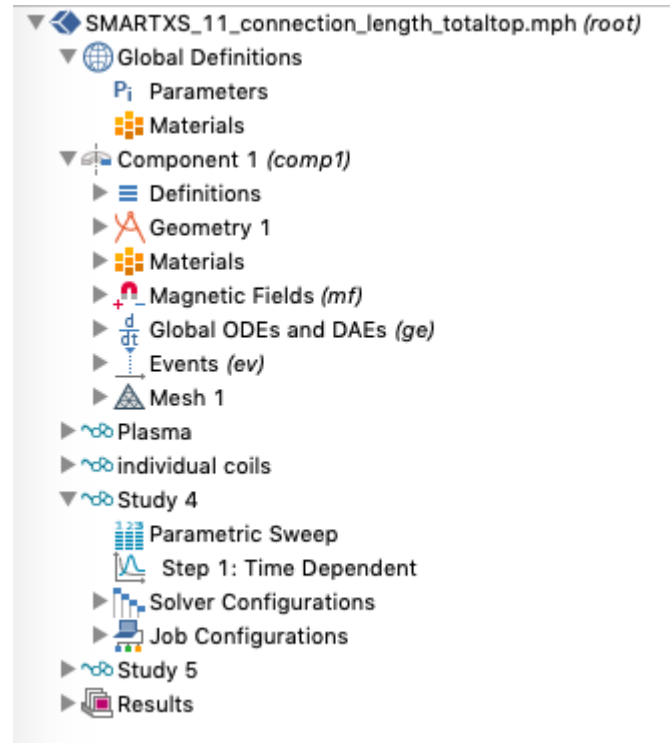 SMARTXS_11_connection_length_totaltop.mph (root)
Global Definitions
Pi Parameters
Materials
Component 1 (comp1)
Definitions
Geometry 1
Materials
Magnetic Fields (mf)
d/dt Global ODEs and DAEs (ge)
Events (ev)
Mesh 1
Plasma
individual coils
Study 4
123 Parametric Sweep
Step 1: Time Dependent
Solver Configurations
Job Configurations
Study 5
Results